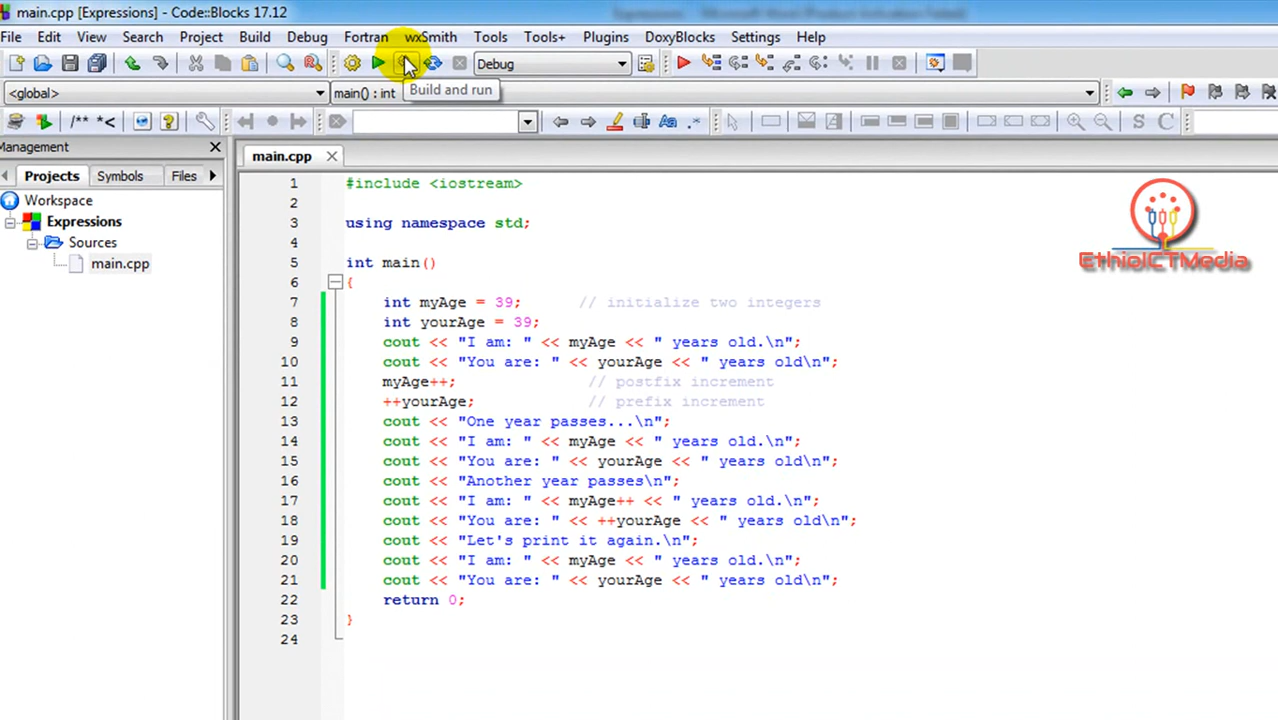 main.cpp [Expressions] - Code::Blocks 17.12
File Edit View Search Project Build Debug Fortran wxSmith Tools Tools+ Plugins DoxyBlocks Settings Help
Debug
Build and run
<global> main() : int
/** *< Aa .* S C
Management
main.cpp
Projects Symbols Files
Workspace
Expressions
Sources
main.cpp
EthioICTMedia
1 #include <iostream>
2
3 using namespace std;
4
5 int main()
6 {
7 int myAge = 39; // initialize two integers
8 int yourAge = 39;
9 cout << "I am: " << myAge << " years old.\n";
10 cout << "You are: " << yourAge << " years old\n";
11 myAge++; // postfix increment
12 ++yourAge; // prefix increment
13 cout << "One year passes...\n";
14 cout << "I am: " << myAge << " years old.\n";
15 cout << "You are: " << yourAge << " years old\n";
16 cout << "Another year passes\n";
17 cout << "I am: " << myAge++ << " years old.\n";
18 cout << "You are: " << ++yourAge << " years old\n";
19 cout << "Let's print it again.\n";
20 cout << "I am: " << myAge << " years old.\n";
21 cout << "You are: " << yourAge << " years old\n";
22 return 0;
23 }
24